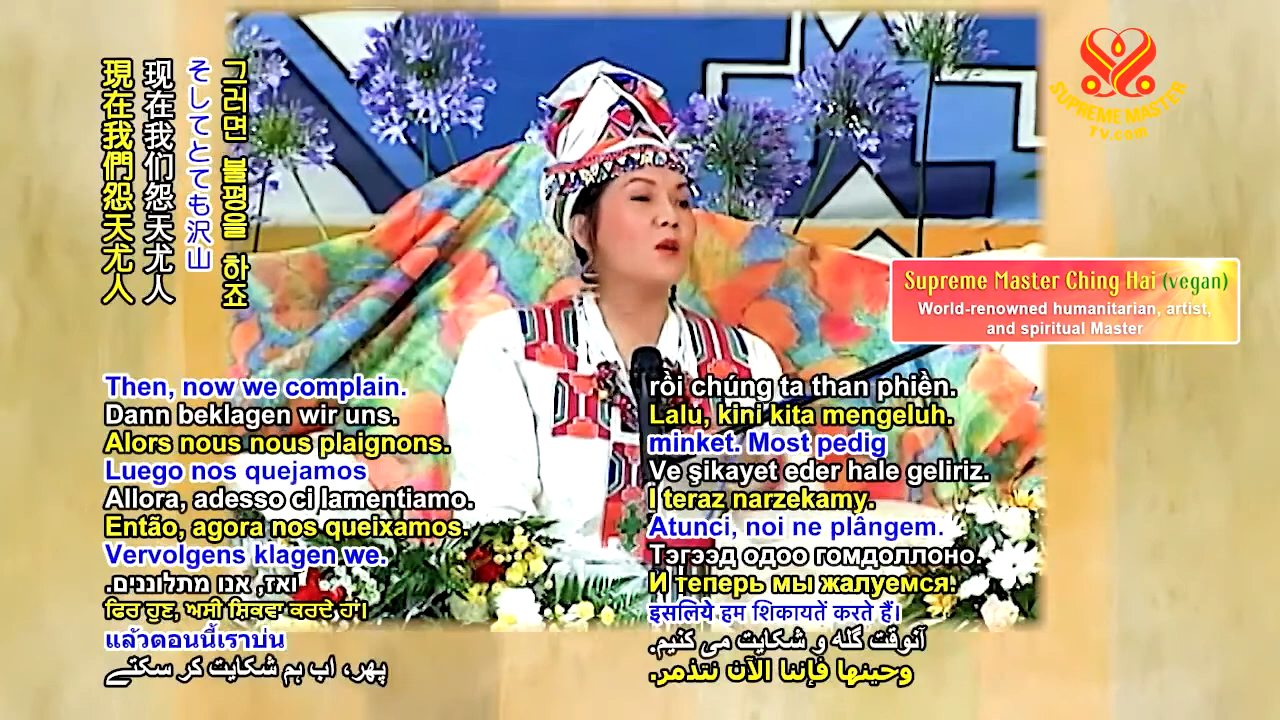 現在我們怨天尤人
现在我们怨天尤人
そしてとても沢山
그러면 불평을 하죠
SUPREME MASTER
TV.com
Supreme Master Ching Hai (vegan)
World-renowned humanitarian, artist,
and spiritual Master
Then, now we complain.
Dann beklagen wir uns.
Alors nous nous plaignons.
Luego nos quejamos
Allora, adesso ci lamentiamo.
Então, agora nos queixamos.
Vervolgens klagen we.
ואז, אנו מתלוננים.
ਫਿਰ ਹੁਣ, ਅਸੀ ਸ਼ਿਕਵਾ ਕਰਦੇ ਹਾਂ।
แล้วตอนนี้เราบ่น
پھر، اب ہم شکایت کر سکتے
rồi chúng ta than phiền.
Lalu, kini kita mengeluh.
minket. Most pedig
Ve şikayet eder hale geliriz.
I teraz narzekamy.
Atunci, noi ne plângem.
Тэгээд одоо гомдоллоно.
И теперь мы жалуемся.
इसलिये हम शिकायतें करते हैं।
آنوقت گله و شکایت می کنیم.
وحينها فإننا الآن نتذمر.